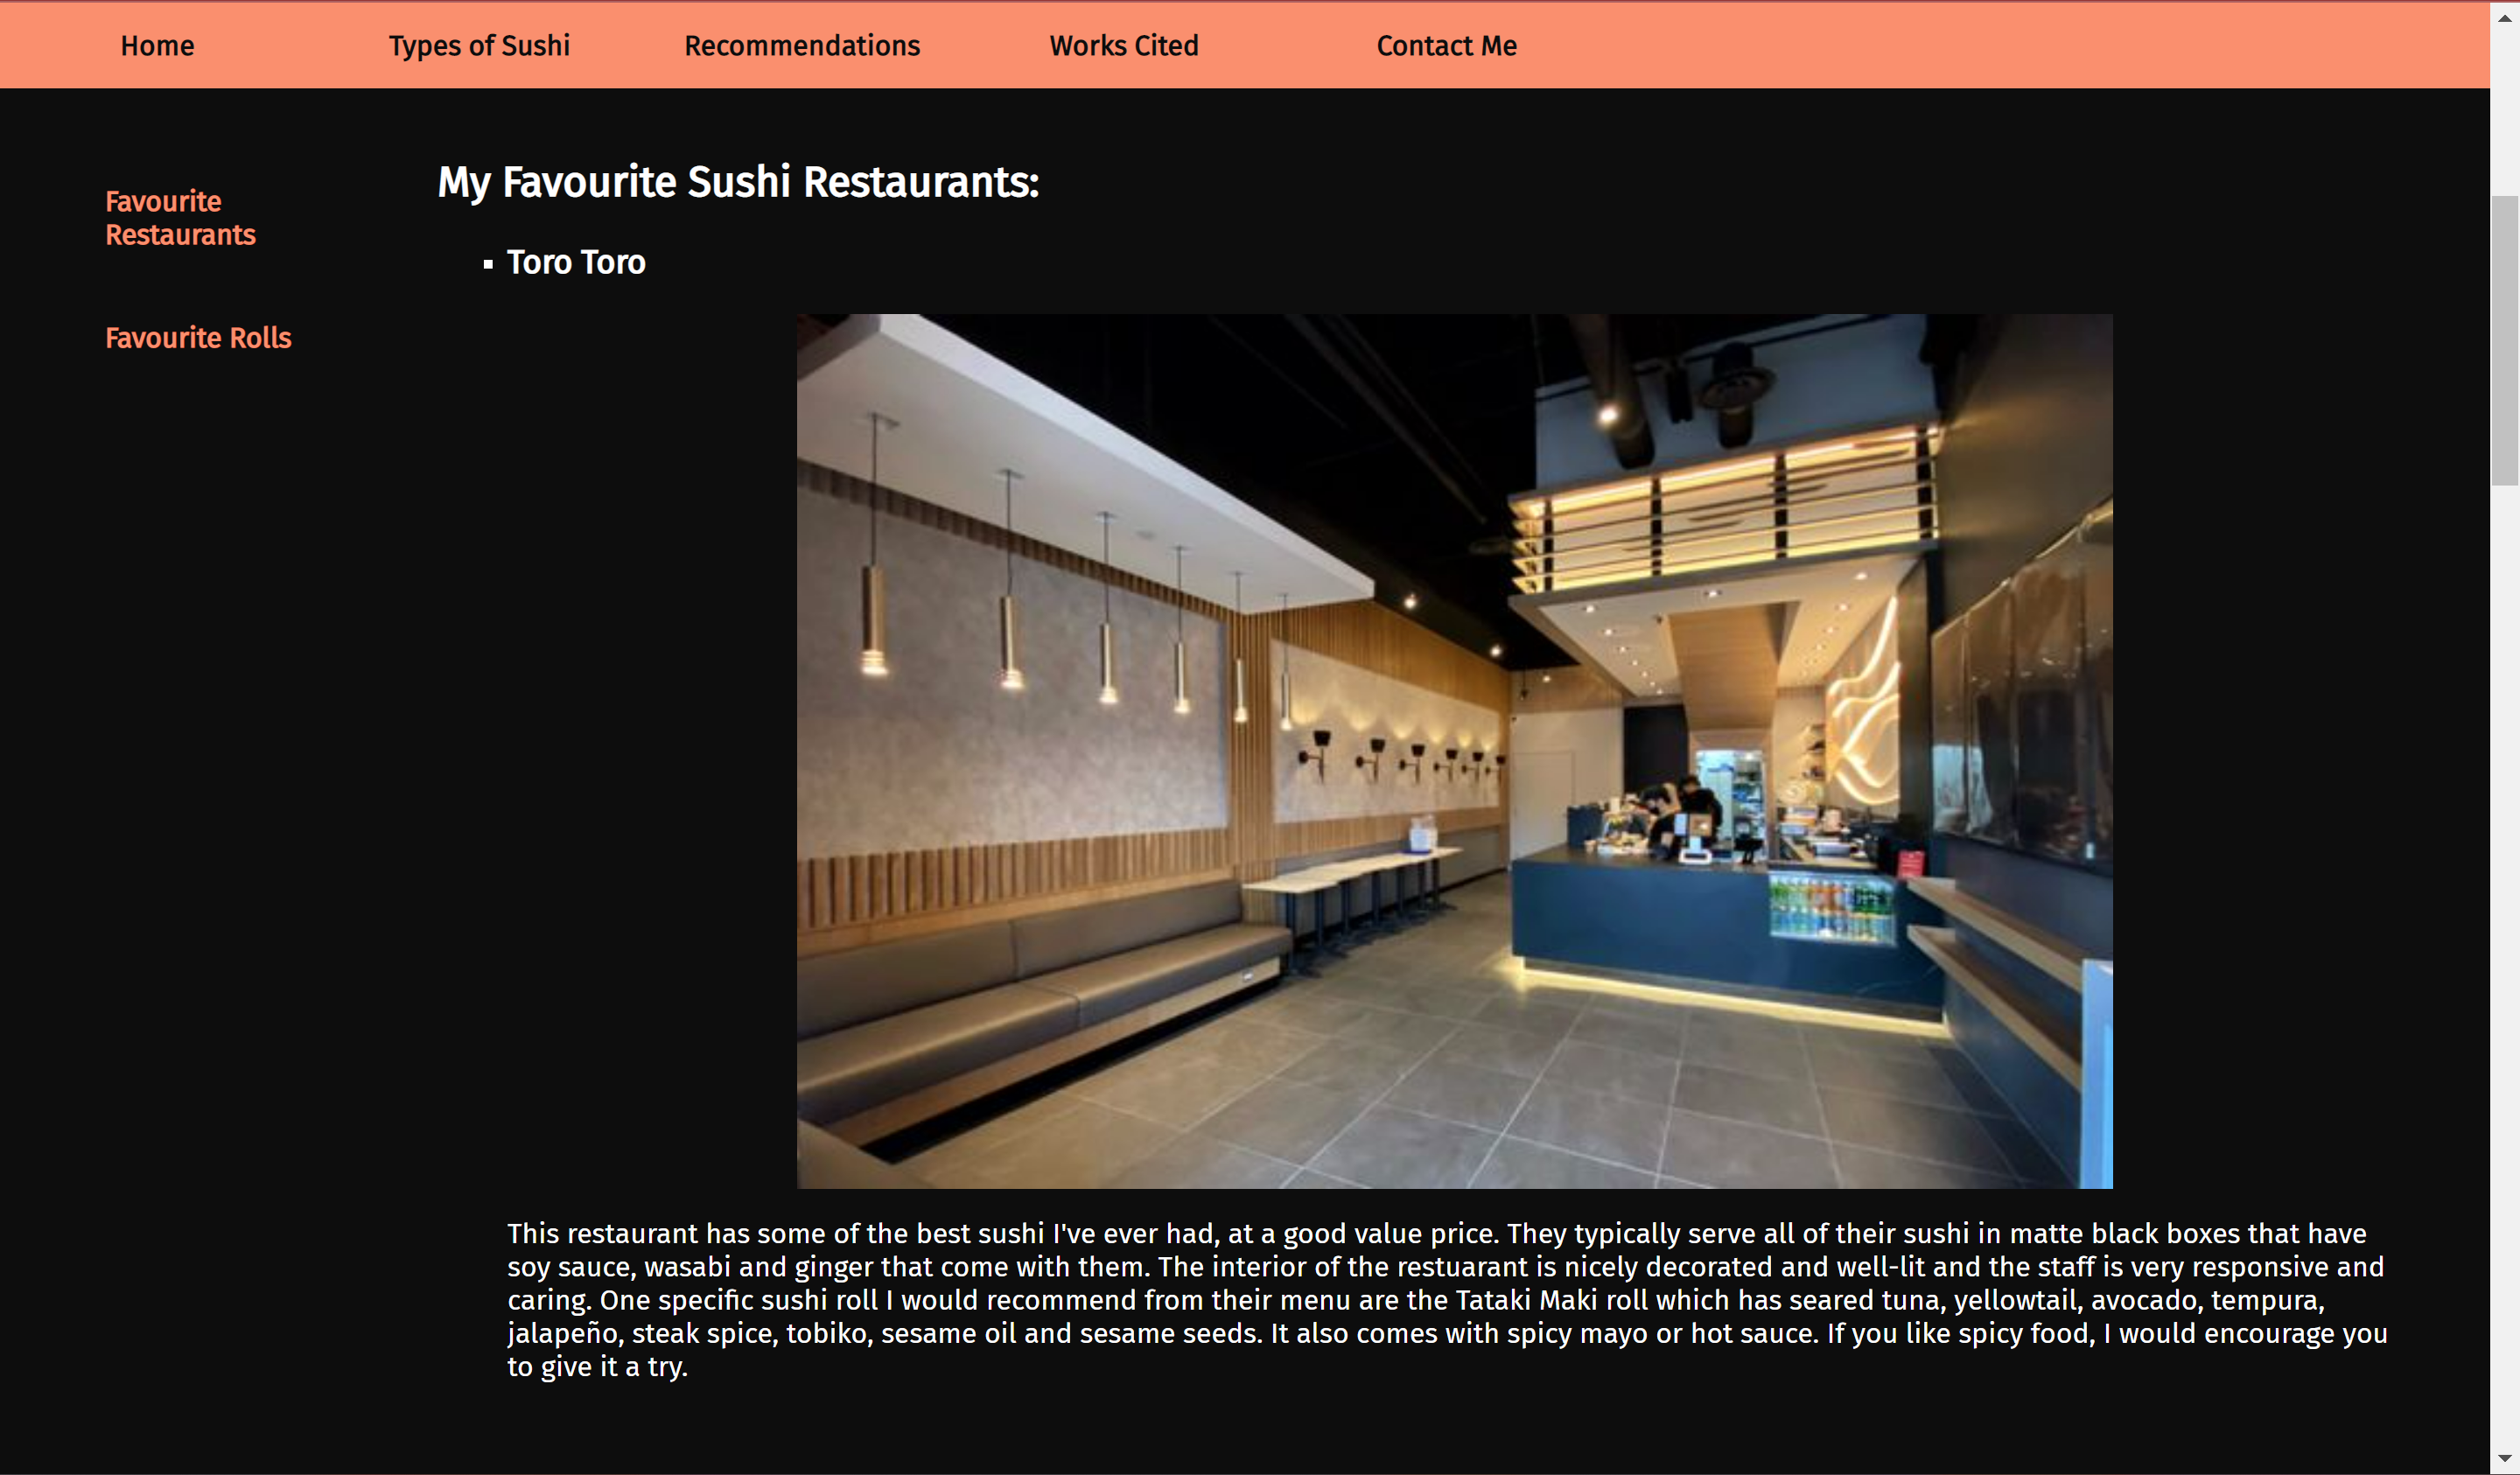 Home Types of Sushi Recommendations Works Cited Contact Me
Favourite
Restaurants
Favourite Rolls
My Favourite Sushi Restaurants:
Toro Toro
This restaurant has some of the best sushi I've ever had, at a good value price. They typically serve all of their sushi in matte black boxes that have
soy sauce, wasabi and ginger that come with them. The interior of the restuarant is nicely decorated and well-lit and the staff is very responsive and
caring. One specific sushi roll I would recommend from their menu are the Tataki Maki roll which has seared tuna, yellowtail, avocado, tempura,
jalapeño, steak spice, tobiko, sesame oil and sesame seeds. It also comes with spicy mayo or hot sauce. If you like spicy food, I would encourage you
to give it a try.